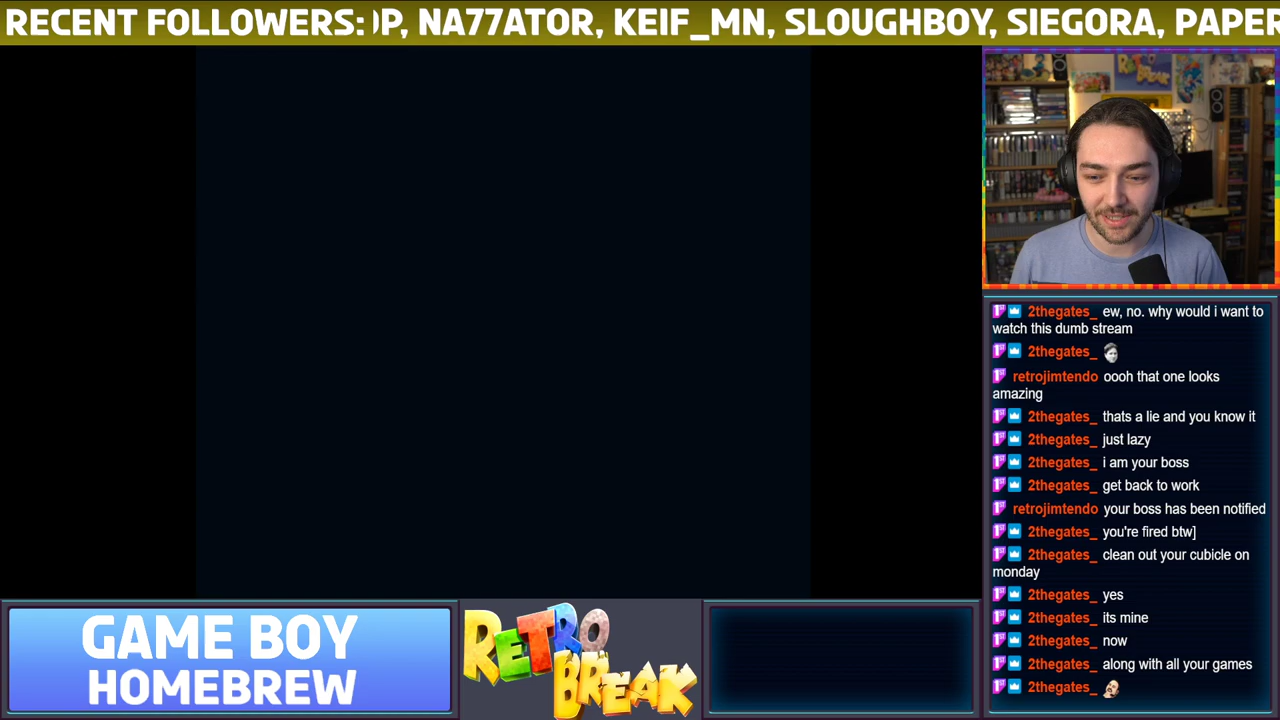 RECENT FOLLOWERS: OP, NA77ATOR, KEIF_MN, SLOUGHBOY, SIEGORA, PAPER
RETRO
BREAK
2thegates_ ew, no. why would i want to
watch this dumb stream
2thegates_
retrojimtendo oooh that one looks
amazing
2thegates_ thats a lie and you know it
2thegates_ just lazy
2thegates_ i am your boss
2thegates_ get back to work
retrojimtendo your boss has been notified
2thegates_ you're fired btw]
2thegates_ clean out your cubicle on
monday
2thegates_ yes
2thegates_ its mine
2thegates_ now
2thegates_ along with all your games
2thegates_
GAME BOY
HOMEBREW
RETRO
BREAK